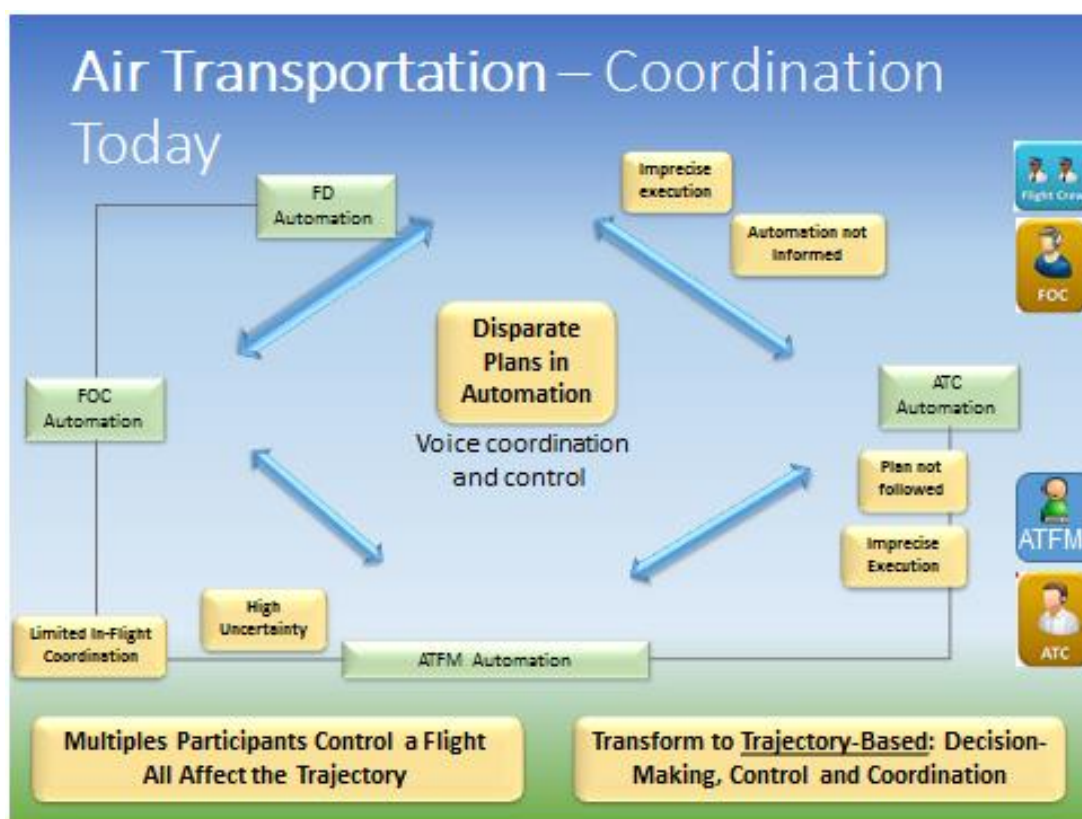 Air Transportation – Coordination
Today
FD
Automation
Imprecise
execution
Automation not
Informed
Flight Crew
FOC
Disparate
Plans in
Automation
Voice coordination
and control
FOC
Automation
ATC
Automation
Plan not
followed
Imprecise
Execution
ATFM
ATC
High
Uncertainty
Limited In-Flight
Coordination
ATFM Automation
Multiples Participants Control a Flight
All Affect the Trajectory
Transform to Trajectory-Based: Decision-
Making, Control and Coordination